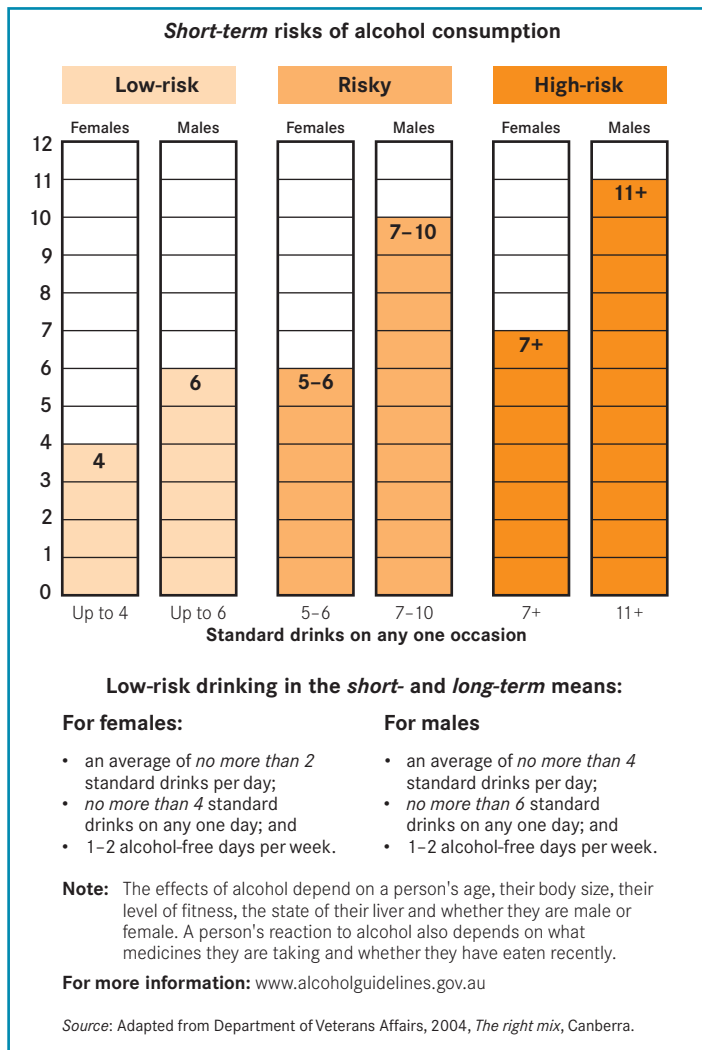 Short-term risks of alcohol consumption
Low-risk
Risky
High-risk
Females
Males
Females
Males
Females
Males
12
11
10
9
8
7
6
5
4
3
2
1
0
4
6
5–6
7–10
7+
11+
Up to 4
Up to 6
5–6
7–10
7+
11+
Standard drinks on any one occasion
Low-risk drinking in the short- and long-term means:
For females:
• an average of no more than 2
standard drinks per day;
• no more than 4 standard
drinks on any one day; and
• 1–2 alcohol-free days per week.
For males
• an average of no more than 4
standard drinks per day;
• no more than 6 standard
drinks on any one day; and
• 1–2 alcohol-free days per week.
Note: The effects of alcohol depend on a person's age, their body size, their
level of fitness, the state of their liver and whether they are male or
female. A person's reaction to alcohol also depends on what
medicines they are taking and whether they have eaten recently.
For more information: www.alcoholguidelines.gov.au
Source: Adapted from Department of Veterans Affairs, 2004, The right mix, Canberra.